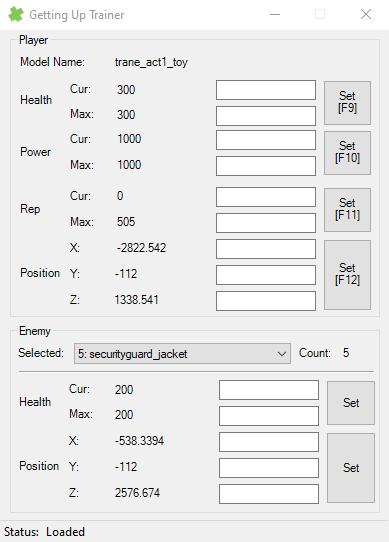 Getting Up Trainer
Player
Model Name: trane_act1_toy
Health Cur: 300
Max: 300
Set [F9]
Power Cur: 1000
Max: 1000
Set [F10]
Rep Cur: 0
Max: 505
Set [F11]
Position X: -2822.542
Y: -112
Z: 1338.541
Set [F12]
Enemy
Selected: 5: securityguard_jacket Count: 5
Health Cur: 200
Max: 200
Set
Position X: -538.3394
Y: -112
Z: 2576.674
Set
Status: Loaded